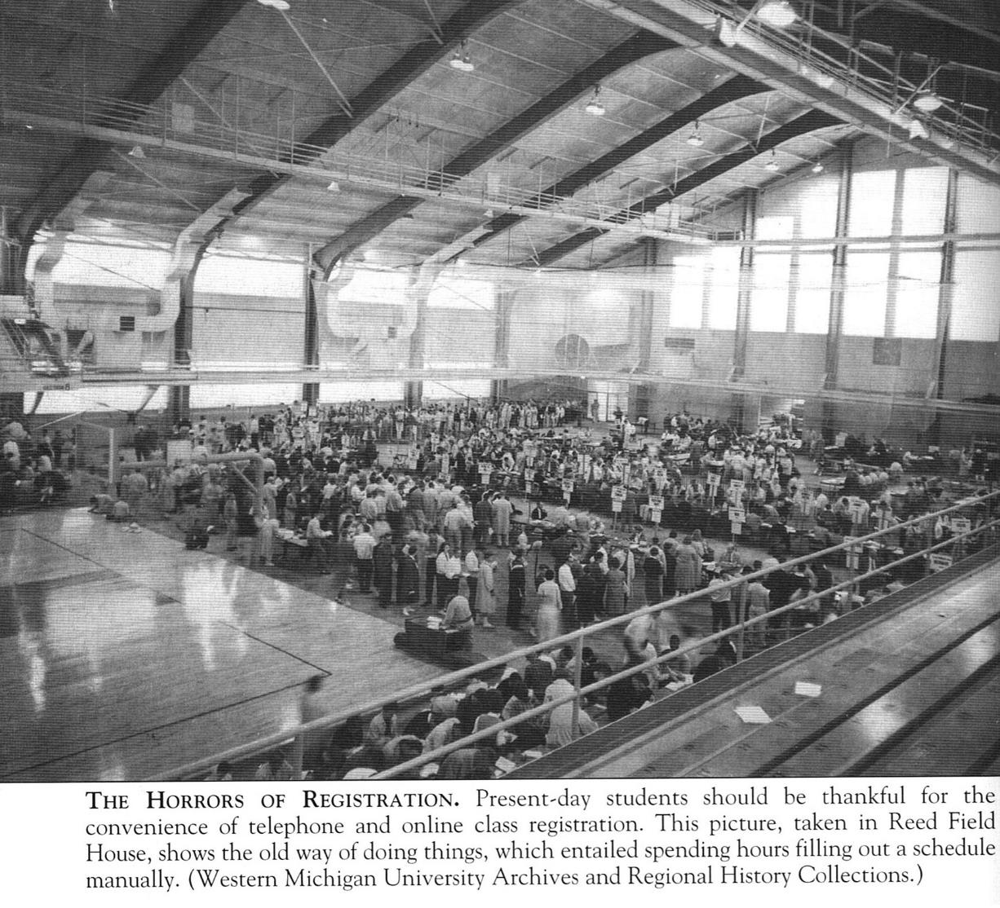 THE HORRORS OF REGISTRATION. Present-day students should be thankful for the
convenience of telephone and online class registration. This picture, taken in Reed Field
House, shows the old way of doing things, which entailed spending hours filling out a schedule
manually. (Western Michigan University Archives and Regional History Collections.)